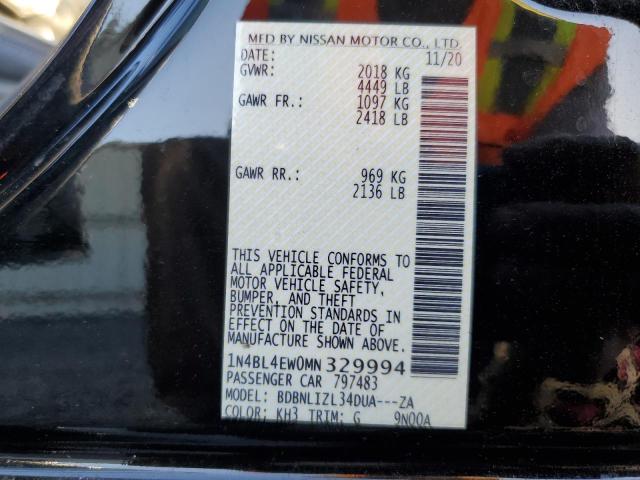 MFD BY NISSAN MOTOR CO., LTD.
DATE: 11/20
GVWR: 2018 KG
4449 LB
GAWR FR.: 1097 KG
2418 LB
GAWR RR.: 969 KG
2136 LB
THIS VEHICLE CONFORMS TO
ALL APPLICABLE FEDERAL
MOTOR VEHICLE SAFETY,
BUMPER, AND THEFT
PREVENTION STANDARDS IN
EFFECT ON THE DATE OF
MANUFACTURE SHOWN ABOVE.
1N4BL4EW0MN 329994
PASSENGER CAR 797483
MODEL: BDBNLIZL34DUA---ZA
COLOR: KH3 TRIM: G 9N00A